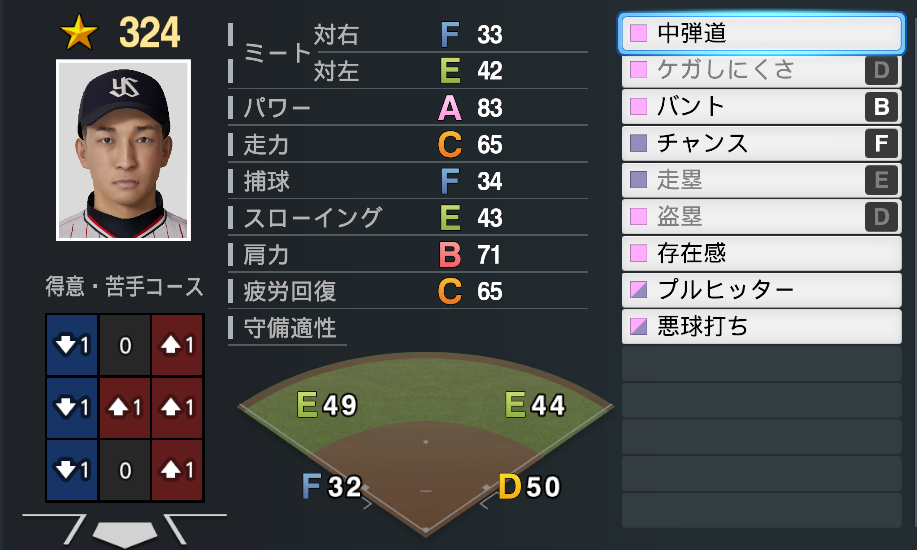 324
YS
ミート 対右 F 33
対左 E 42
パワー A 83
走力 C 65
捕球 F 34
スローイング E 43
肩力 B 71
疲労回復 C 65
守備適性
E 49
E 44
F 32
D 50
得意・苦手コース
1 0 1
1 1 1
1 0 1
中弾道
ケガしにくさ D
バント B
チャンス F
走塁 E
盗塁 D
存在感
プルヒッター
悪球打ち